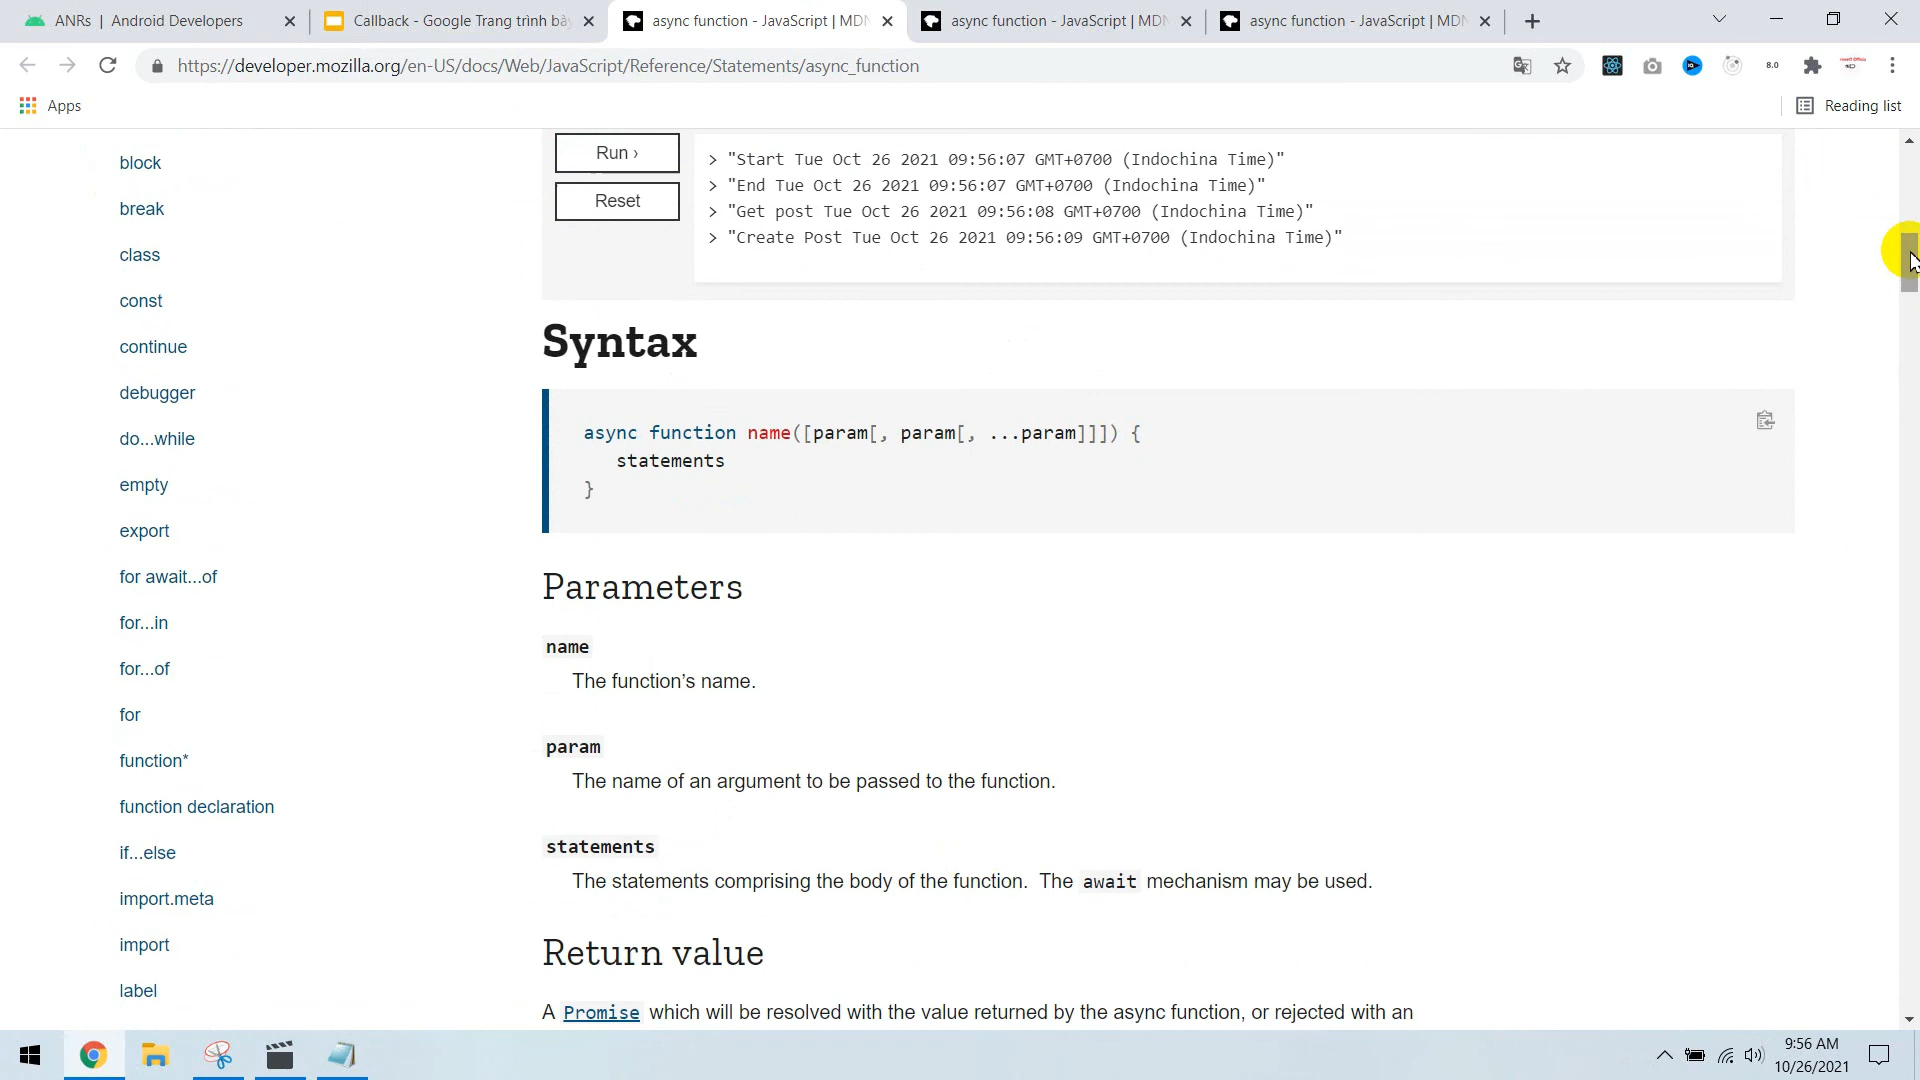 ANRs | Android Developers
Callback - Google Trang trình bày
async function - JavaScript | MDN
async function - JavaScript | MDN
async function - JavaScript | MDN
https://developer.mozilla.org/en-US/docs/Web/JavaScript/Reference/Statements/async_function
8.0
Apps
Reading list
block
break
class
const
continue
debugger
do...while
empty
export
for await...of
for...in
for...of
for
function*
function declaration
if...else
import.meta
import
label
Run ›
Reset
> "Start Tue Oct 26 2021 09:56:07 GMT+0700 (Indochina Time)"
> "End Tue Oct 26 2021 09:56:07 GMT+0700 (Indochina Time)"
> "Get post Tue Oct 26 2021 09:56:08 GMT+0700 (Indochina Time)"
> "Create Post Tue Oct 26 2021 09:56:09 GMT+0700 (Indochina Time)"
Syntax
async function name([param[, param[, ...param]]]) {
statements
}
Parameters
name
The function’s name.
param
The name of an argument to be passed to the function.
statements
The statements comprising the body of the function. The await mechanism may be used.
Return value
A Promise which will be resolved with the value returned by the async function, or rejected with an
9:56 AM
10/26/2021